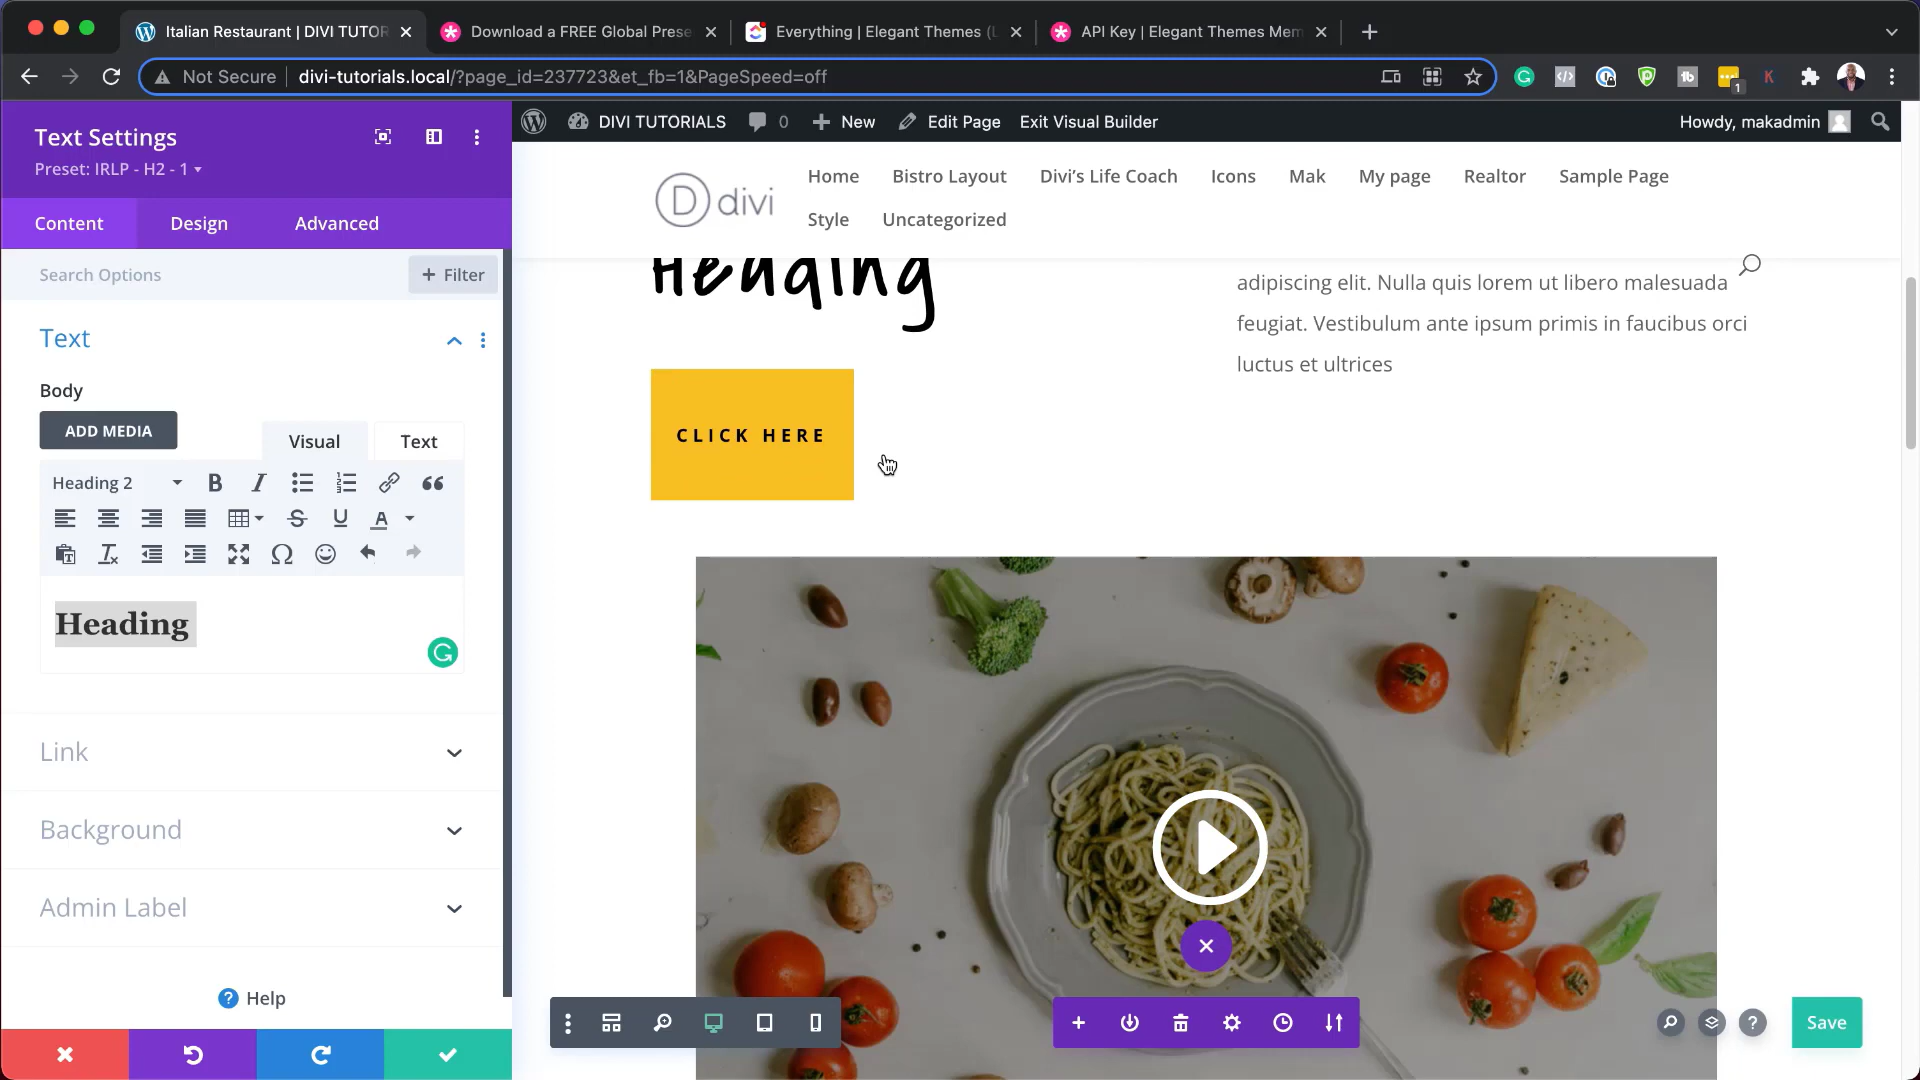 Italian Restaurant | DIVI TUTOR
Download a FREE Global Prese
Everything | Elegant Themes (L
API Key | Elegant Themes Mem
Not Secure
divi-tutorials.local/?page_id=237723&et_fb=1&PageSpeed=off
1
Text Settings
Preset: IRLP - H2 - 1
Content
Design
Advanced
Search Options
+ Filter
Text
Body
ADD MEDIA
Visual
Text
Heading 2
Heading
Link
Background
Admin Label
Help
DIVI TUTORIALS
0
New
Edit Page
Exit Visual Builder
Howdy, makadmin
divi
Home
Bistro Layout
Divi’s Life Coach
Icons
Mak
My page
Realtor
Sample Page
Style
Uncategorized
Heading
adipiscing elit. Nulla quis lorem ut libero malesuada
feugiat. Vestibulum ante ipsum primis in faucibus orci
luctus et ultrices
CLICK HERE
Save